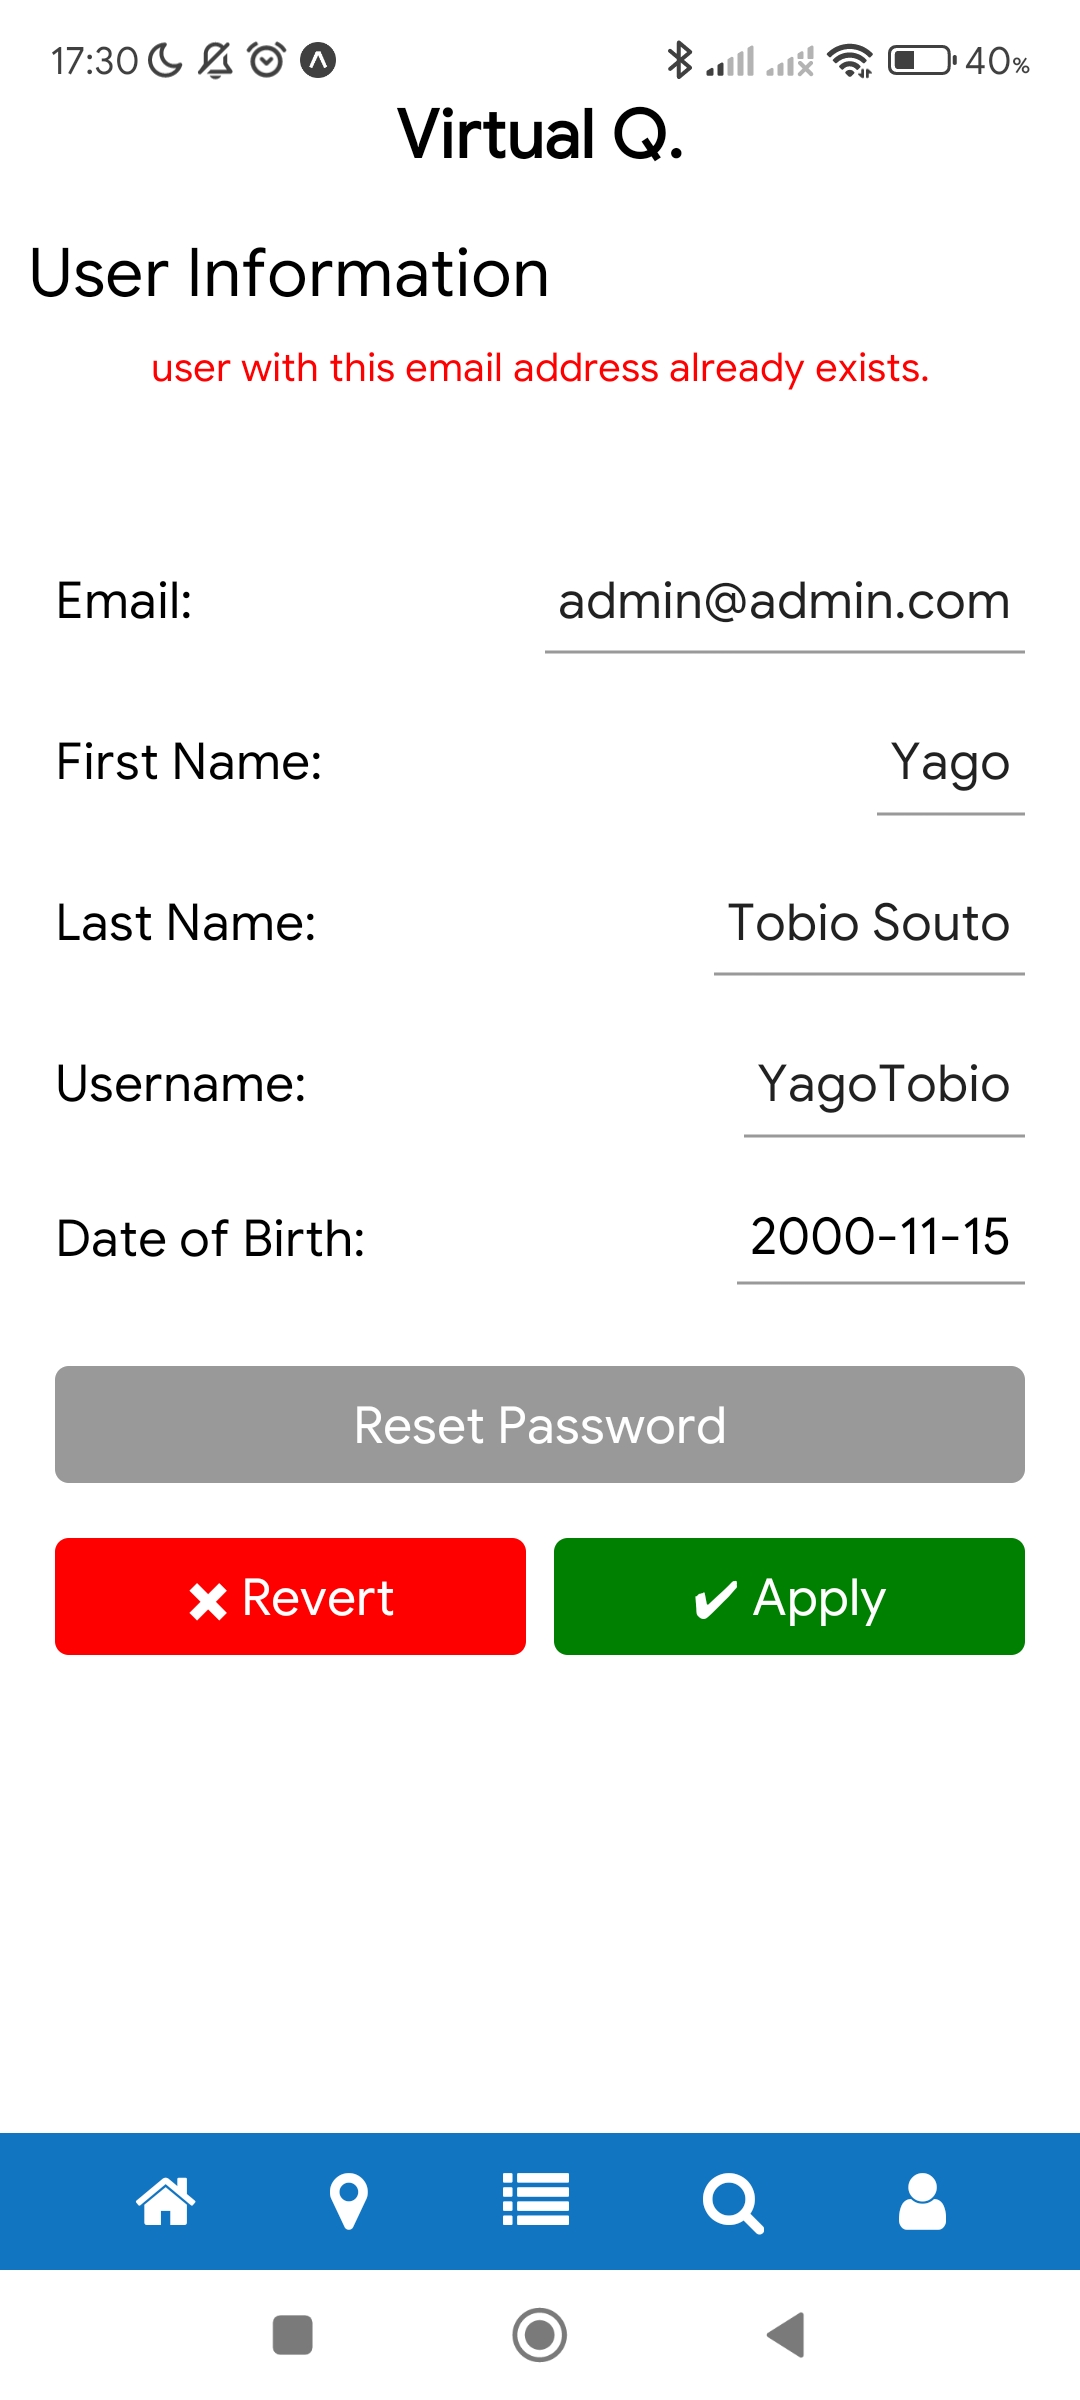 17:30 40%
Virtual Q.
User Information
user with this email address already exists.
Email: admin@admin.com
First Name: Yago
Last Name: Tobio Souto
Username: YagoTobio
Date of Birth: 2000-11-15
Reset Password
✖ Revert ✔ Apply